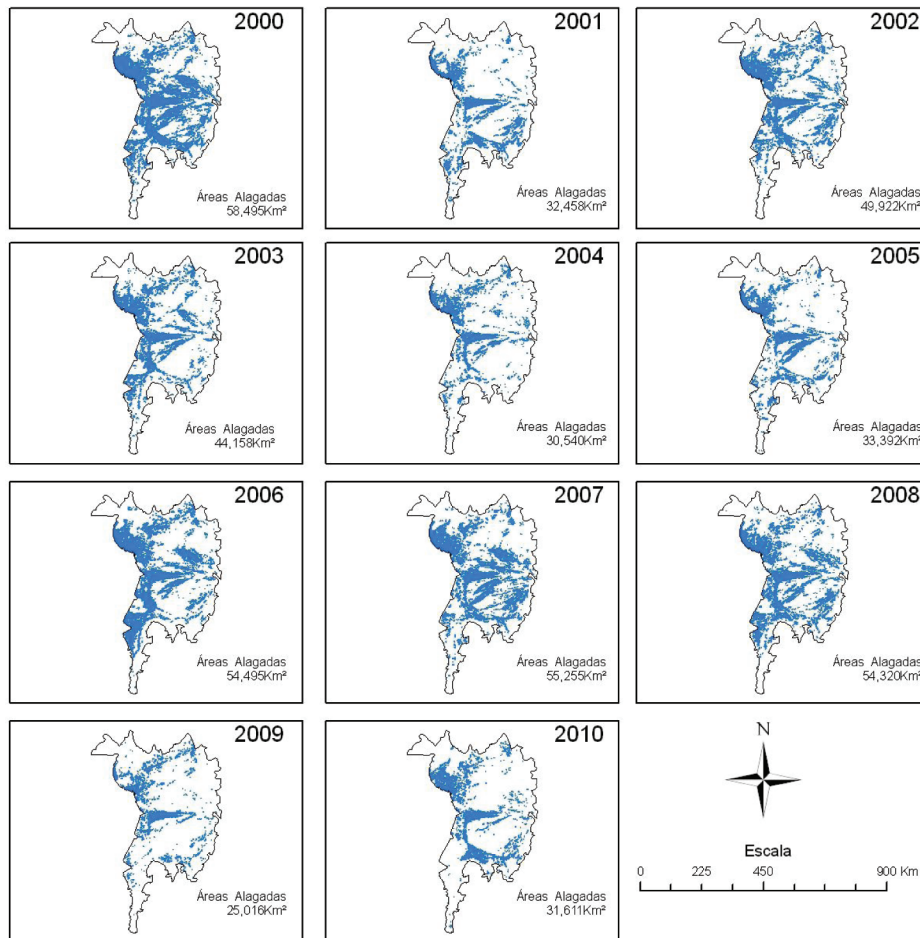 2000
Áreas Alagadas
58,495Km²
2001
Áreas Alagadas
32,458Km²
2002
Áreas Alagadas
49,922Km²
2003
Áreas Alagadas
44,158Km²
2004
Áreas Alagadas
30,540Km²
2005
Áreas Alagadas
33,392Km²
2006
Áreas Alagadas
54,495Km²
2007
Áreas Alagadas
55,255Km²
2008
Áreas Alagadas
54,320Km²
2009
Áreas Alagadas
25,016Km²
2010
Áreas Alagadas
31,611Km²
N
Escala
0 225 450 900 Km